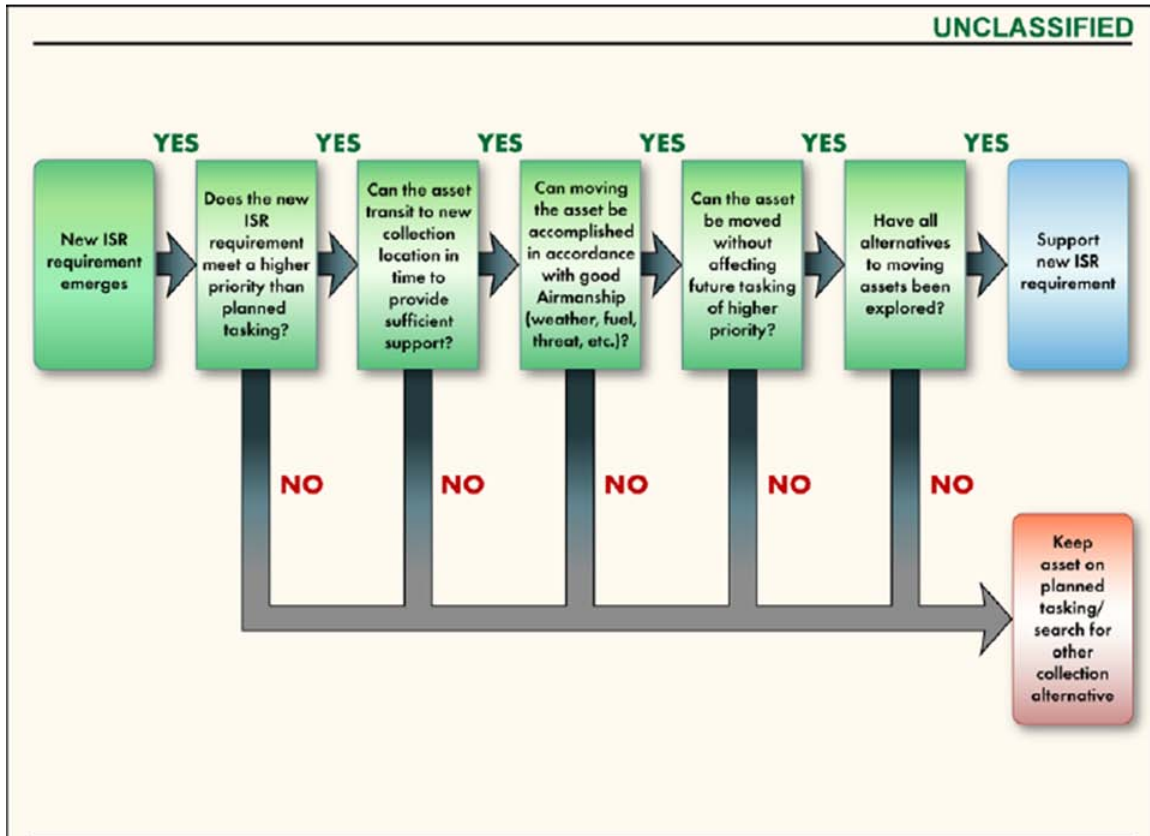 UNCLASSIFIED
YES
YES
YES
YES
YES
YES
New ISR
requirement
emerges
Does the new
ISR
requirement
meet a higher
priority than
planned
tasking?
Can the asset
transit to new
collection
location in
time to
provide
sufficient
support?
Can moving
the asset be
accomplished
in accordance
with good
Airmanship
(weather, fuel,
threat, etc.)?
Can the asset
be moved
without
affecting
future tasking
of higher
priority?
Have all
alternatives
to moving
assets been
explored?
Support
new ISR
requirement
NO
NO
NO
NO
NO
Keep
asset on
planned
tasking/
search for
other
collection
alternative